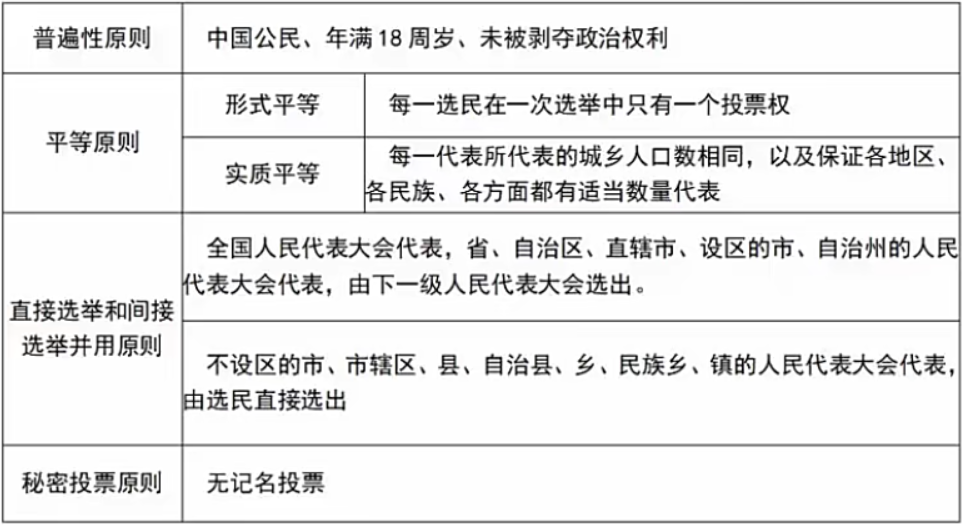 普遍性原则
中国公民、年满 18 周岁、未被剥夺政治权利
平等原则
形式平等
每一选民在一次选举中只有一个投票权
实质平等
每一代表所代表的城乡人口数相同，以及保证各地区、
各民族、各方面都有适当数量代表
直接选举和间接
选举并用原则
全国人民代表大会代表，省、自治区、直辖市、设区的市、自治州的人民
代表大会代表，由下一级人民代表大会选出。
不设区的市、市辖区、县、自治县、乡、民族乡、镇的人民代表大会代表，
由选民直接选出
秘密投票原则
无记名投票